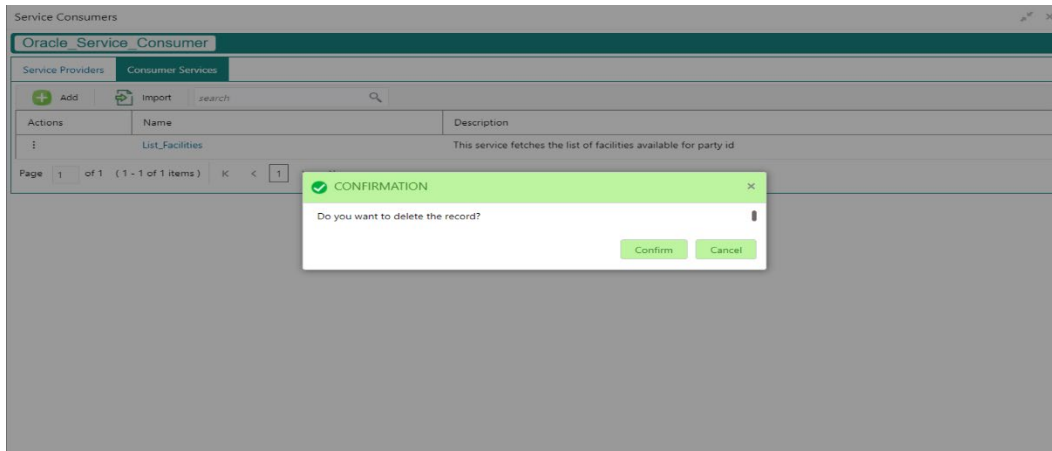 Service Consumers
Oracle_Service_Consumer
Service Providers Consumer Services
Add Import search
Actions Name Description
List_Facilities This service fetches the list of facilities available for party id
Page 1 of 1 (1 - 1 of 1 items) K < 1
CONFIRMATION
Do you want to delete the record?
Confirm Cancel